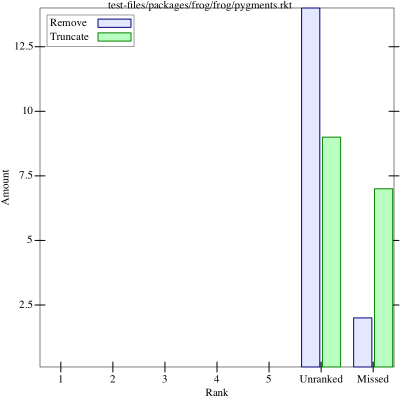 test-files/packages/frog/frog/pygments.rkt
Remove
Truncate
12.5
10
7.5
5
2.5
Amount
1 2 3 4 5 Unranked Missed
Rank